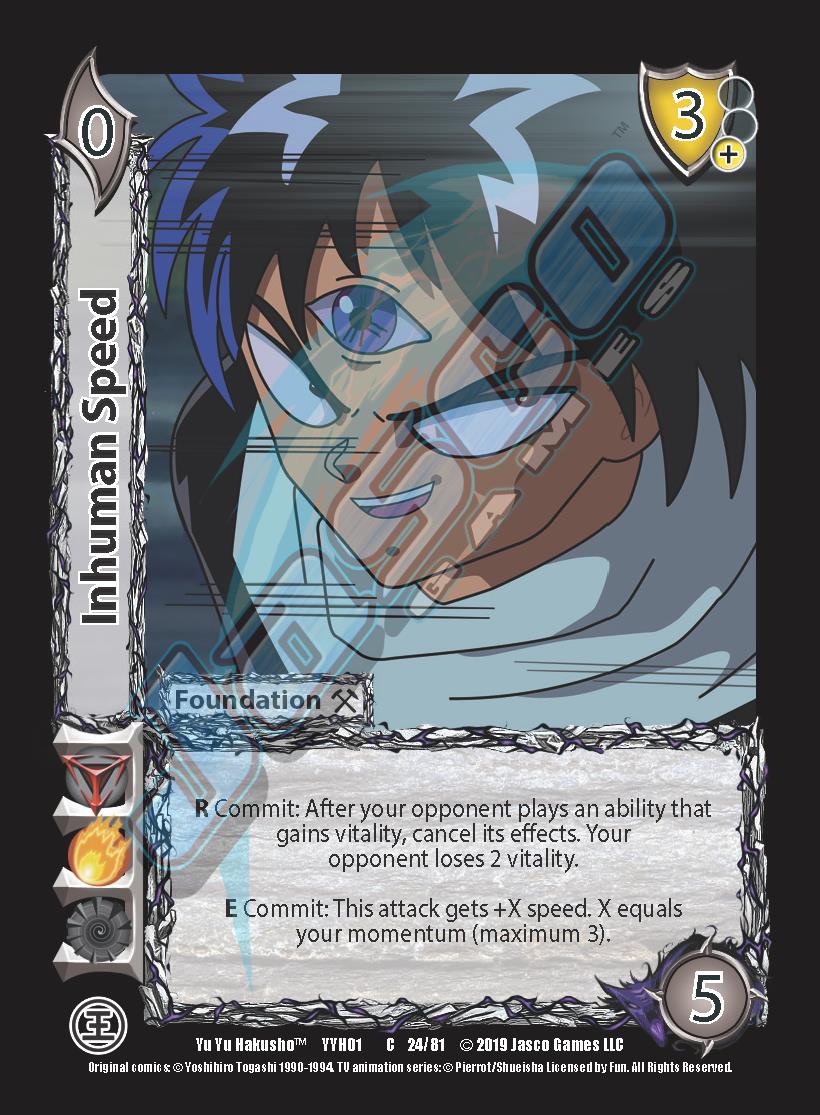 0
3
+
TM
Inhuman Speed
Foundation
R Commit: After your opponent plays an ability that
gains vitality, cancel its effects. Your
opponent loses 2 vitality.
E Commit: This attack gets +X speed. X equals
your momentum (maximum 3).
5
王
Yu Yu Hakusho™ YYH01 C 24/81 © 2019 Jasco Games LLC
Original comics: © Yoshihiro Togashi 1990-1994. TV animation series: © Pierrot/Shueisha Licensed by Fun. All Rights Reserved.